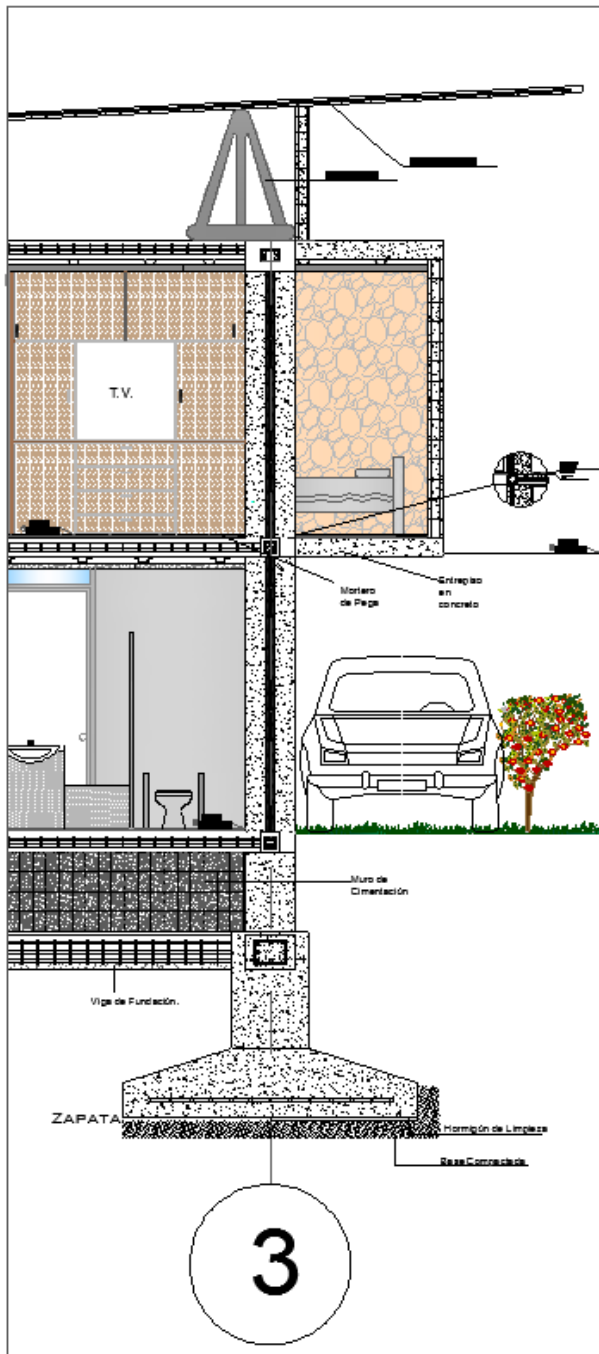 T.V.
Mortero
de Pega
Entrepiso
en
concreto
Muro de
Cimentación
Viga de Fundación.
ZAPATA
Hormigón de Limpieza
Base Compactada
3